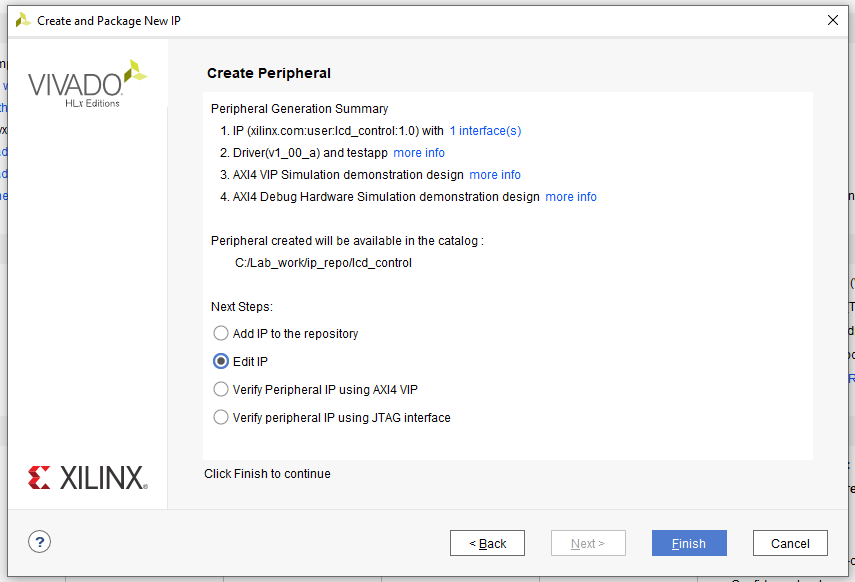 Create and Package New IP
VIVADO
HLx Editions
Create Peripheral
Peripheral Generation Summary
1. IP (xilinx.com:user:lcd_control:1.0) with 1 interface(s)
2. Driver(v1_00_a) and testapp more info
3. AXI4 VIP Simulation demonstration design more info
4. AXI4 Debug Hardware Simulation demonstration design more info
Peripheral created will be available in the catalog :
C:/Lab_work/ip_repo/lcd_control
Next Steps:
Add IP to the repository
Edit IP
Verify Peripheral IP using AXI4 VIP
Verify peripheral IP using JTAG interface
XILINX
Click Finish to continue
?
< Back
Next >
Finish
Cancel